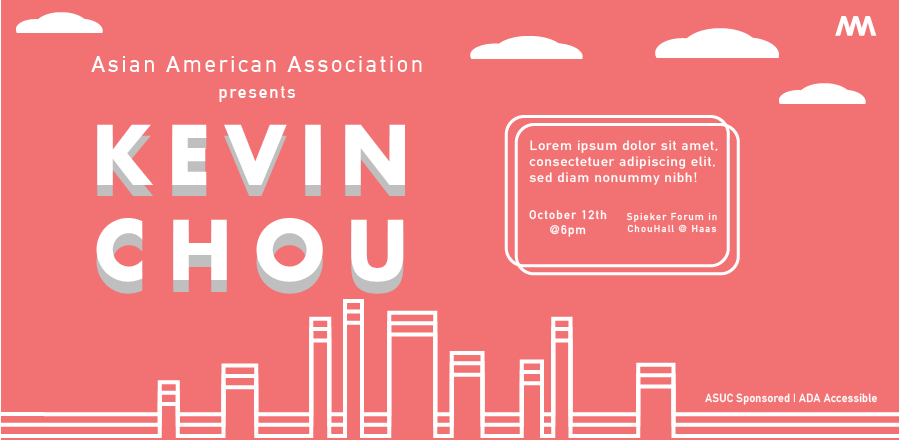 Asian American Association
presents
KEVIN
CHOU
Lorem ipsum dolor sit amet,
consectetuer adipiscing elit,
sed diam nonummy nibh!
October 12th
@6pm
Spieker Forum in
ChouHall @ Haas
ASUC Sponsored | ADA Accessible